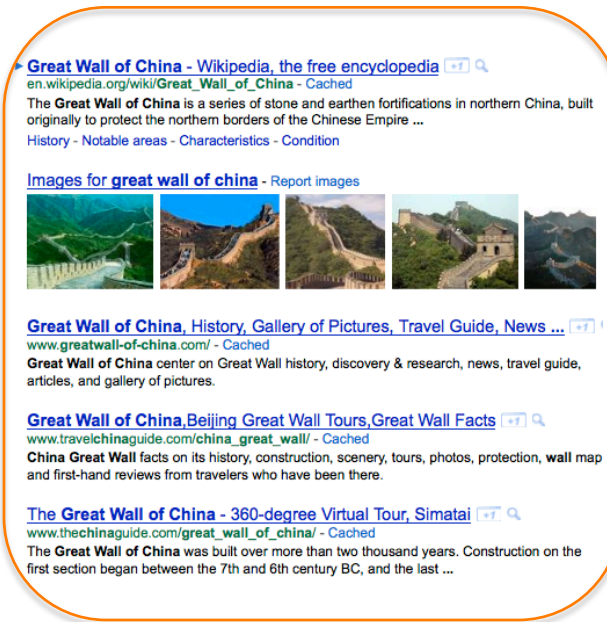 Great Wall of China - Wikipedia, the free encyclopedia +1
en.wikipedia.org/wiki/Great_Wall_of_China - Cached
The Great Wall of China is a series of stone and earthen fortifications in northern China, built
originally to protect the northern borders of the Chinese Empire ...
History - Notable areas - Characteristics - Condition
Images for great wall of china - Report images
Great Wall of China, History, Gallery of Pictures, Travel Guide, News ... +1
www.greatwall-of-china.com/ - Cached
Great Wall of China center on Great Wall history, discovery & research, news, travel guide,
articles, and gallery of pictures.
Great Wall of China,Beijing Great Wall Tours,Great Wall Facts +1
www.travelchinaguide.com/china_great_wall/ - Cached
China Great Wall facts on its history, construction, scenery, tours, photos, protection, wall map
and first-hand reviews from travelers who have been there.
The Great Wall of China - 360-degree Virtual Tour, Simatai +1
www.thechinaguide.com/great_wall_of_china/ - Cached
The Great Wall of China was built over more than two thousand years. Construction on the
first section began between the 7th and 6th century BC, and the last ...